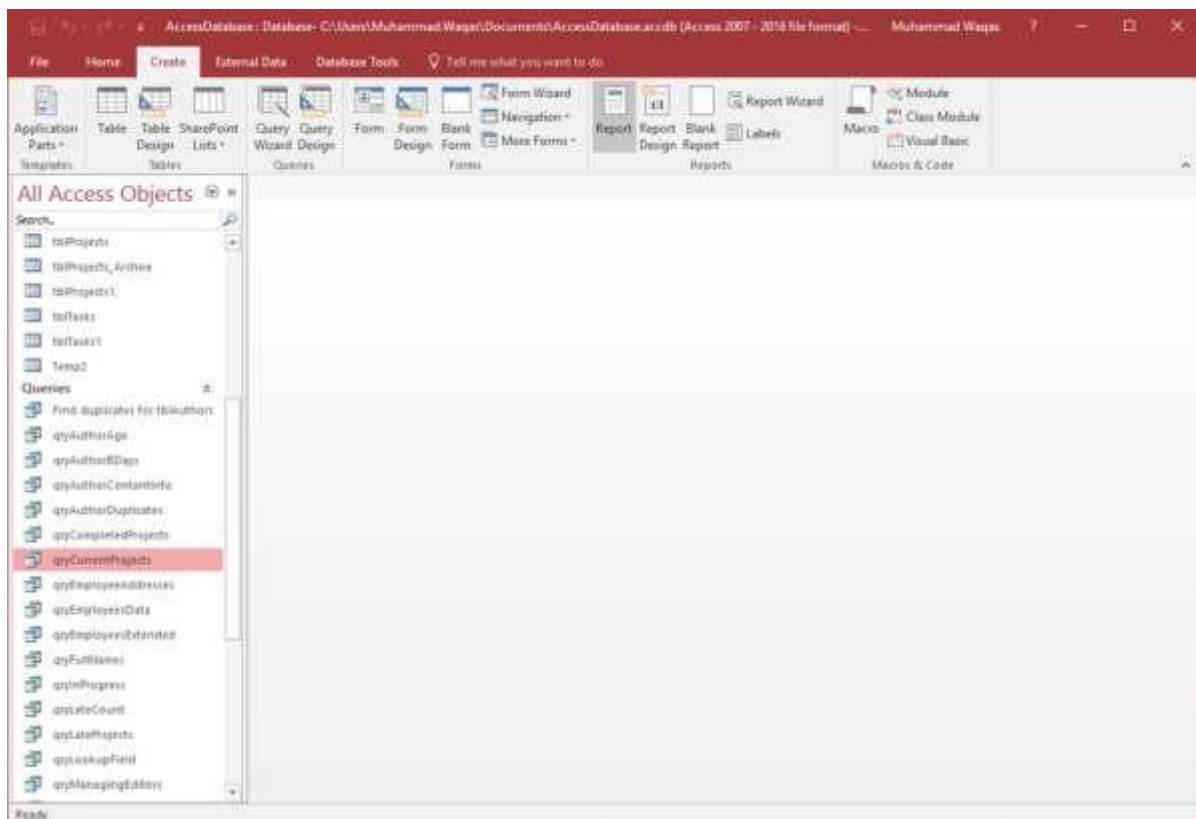 AccessDatabase : Database- C:\Users\Muhammad Waqas\Documents\AccessDatabase.accdb (Access 2007 - 2016 file format) -... Muhammad Waqas ?
File Home Create External Data Database Tools Tell me what you want to do
Application Parts
Table
Table Design
SharePoint Lists
Query Wizard
Query Design
Form
Form Design
Blank Form
Form Wizard
Navigation
More Forms
Report
Report Design
Blank Report
Report Wizard
Labels
Macro
Module
Class Module
Visual Basic
Templates Tables Queries Forms Reports Macros & Code
All Access Objects
Search..
tblProjects
tblProjects_Archive
tblProjects1
tblTasks
tblTasks1
Temp2
Queries
Find duplicates for tblAuthors
qryAuthorAge
qryAuthorBDays
qryAuthorContantInfo
qryAuthorDuplicates
qryCompletedProjects
qryCurrentProjects
qryEmployeeAddresses
qryEmployeesData
qryEmployeesExtended
qryFullNames
qryInProgress
qryLateCount
qryLateProjects
qryLookupField
qryManagingEditors
Ready